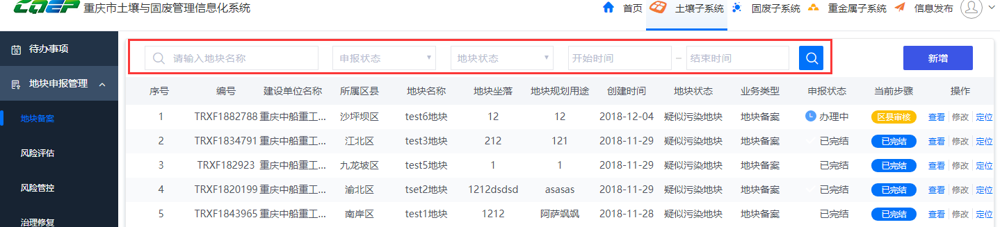 CQEP 重庆市土壤与固废管理信息化系统 首页 土壤子系统 固废子系统 重金属子系统 信息发布
待办事项
地块申报管理
地块备案
风险评估
风险管控
治理修复
请输入地块名称 申报状态 地块状态 开始时间 – 结束时间 新增
序号 编号 建设单位名称 所属区县 地块名称 地块坐落 地块规划用途 创建时间 地块状态 业务类型 申报状态 当前步骤 操作
1 TRXF1882788 重庆中船重工... 沙坪坝区 test6地块 12 12 2018-12-04 疑似污染地块 地块备案 办理中 区县审核 查看 修改 定位
2 TRXF1834791 重庆中船重工... 江北区 test3地块 212 121 2018-11-29 疑似污染地块 地块备案 已完结 已完结 查看 修改 定位
3 TRXF182923 重庆中船重工... 九龙坡区 test5地块 1 1 2018-11-29 疑似污染地块 地块备案 已完结 已完结 查看 修改 定位
4 TRXF1820199 重庆中船重工... 渝北区 tset2地块 1212dsdsd asasas 2018-11-29 疑似污染地块 地块备案 已完结 已完结 查看 修改 定位
5 TRXF1843965 重庆中船重工... 南岸区 test1地块 1212 阿萨飒飒 2018-11-28 疑似污染地块 地块备案 已完结 已完结 查看 修改 定位